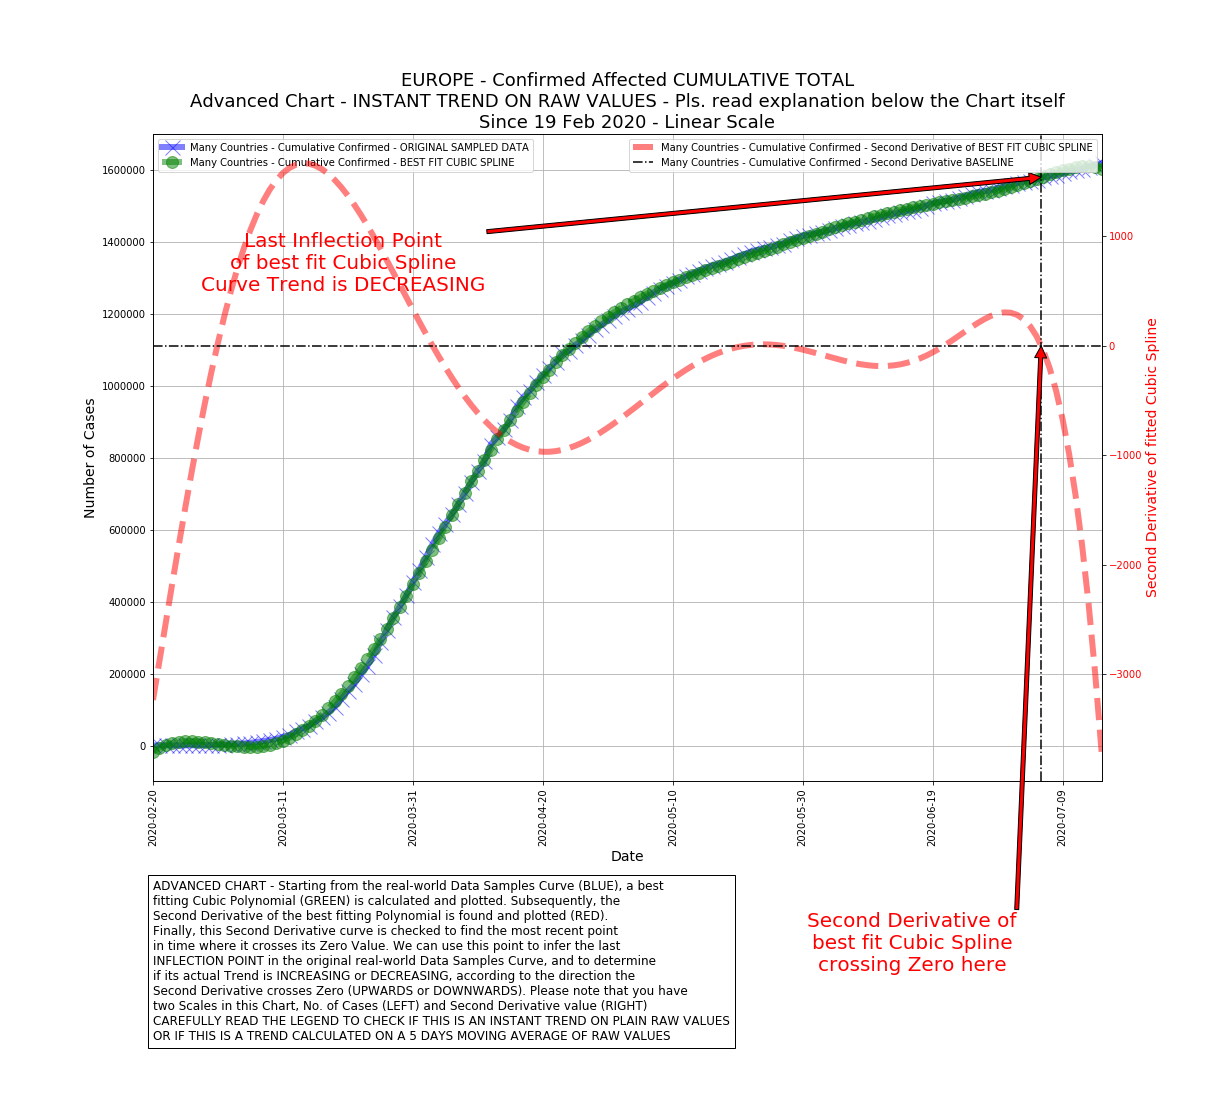 EUROPE - Confirmed Affected CUMULATIVE TOTAL
Advanced Chart - INSTANT TREND ON RAW VALUES - Pls. read explanation below the Chart itself
Since 19 Feb 2020 - Linear Scale
Many Countries - Cumulative Confirmed - ORIGINAL SAMPLED DATA
Many Countries - Cumulative Confirmed - BEST FIT CUBIC SPLINE
Many Countries - Cumulative Confirmed - Second Derivative of BEST FIT CUBIC SPLINE
Many Countries - Cumulative Confirmed - Second Derivative BASELINE
Last Inflection Point
of best fit Cubic Spline
Curve Trend is DECREASING
Number of Cases
1600000
1400000
1200000
1000000
800000
600000
400000
200000
0
1000
0
−1000
−2000
−3000
Second Derivative of fitted Cubic Spline
2020-02-20
2020-03-11
2020-03-31
2020-04-20
2020-05-10
2020-05-30
2020-06-19
2020-07-09
Date
ADVANCED CHART - Starting from the real-world Data Samples Curve (BLUE), a best
fitting Cubic Polynomial (GREEN) is calculated and plotted. Subsequently, the
Second Derivative of the best fitting Polynomial is found and plotted (RED).
Finally, this Second Derivative curve is checked to find the most recent point
in time where it crosses its Zero Value. We can use this point to infer the last
INFLECTION POINT in the original real-world Data Samples Curve, and to determine
if its actual Trend is INCREASING or DECREASING, according to the direction the
Second Derivative crosses Zero (UPWARDS or DOWNWARDS). Please note that you have
two Scales in this Chart, No. of Cases (LEFT) and Second Derivative value (RIGHT)
CAREFULLY READ THE LEGEND TO CHECK IF THIS IS AN INSTANT TREND ON PLAIN RAW VALUES
OR IF THIS IS A TREND CALCULATED ON A 5 DAYS MOVING AVERAGE OF RAW VALUES
Second Derivative of
best fit Cubic Spline
crossing Zero here